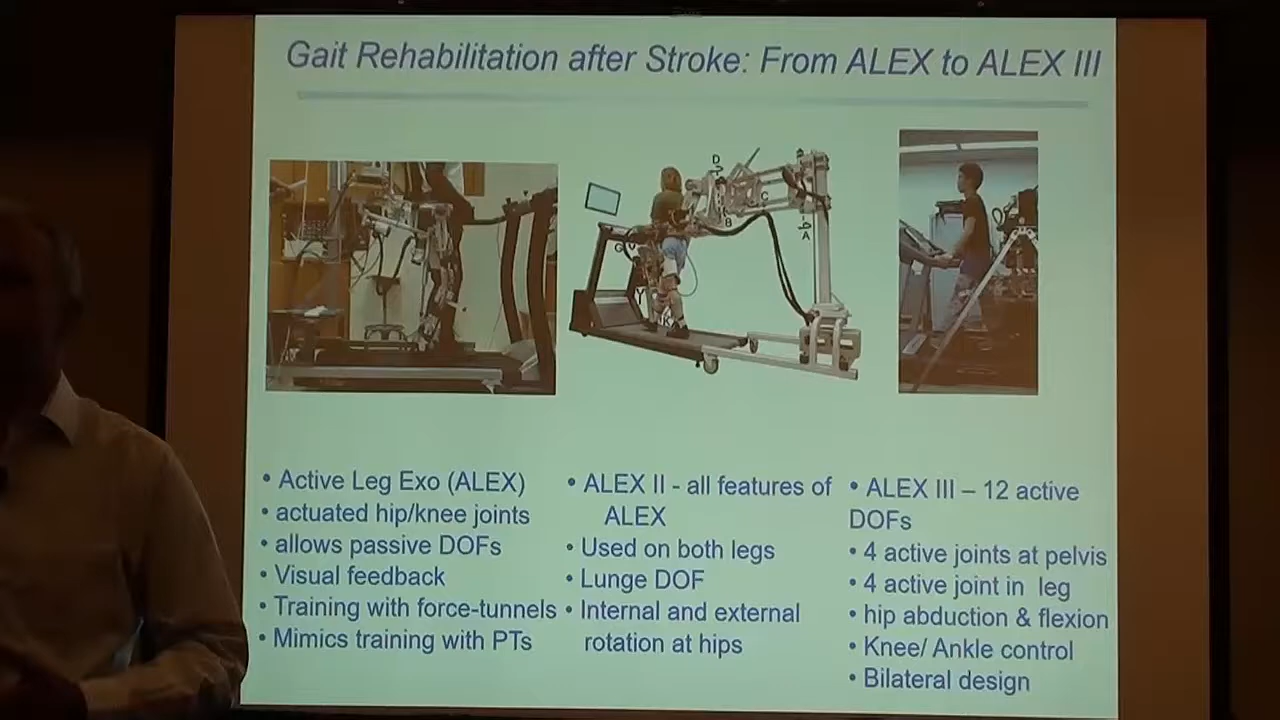 Gait Rehabilitation after Stroke: From ALEX to ALEX III
D
C
B
A
G
K
• Active Leg Exo (ALEX)
• actuated hip/knee joints
• allows passive DOFs
• Visual feedback
• Training with force-tunnels
• Mimics training with PTs
• ALEX II - all features of
ALEX
• Used on both legs
• Lunge DOF
• Internal and external
rotation at hips
• ALEX III – 12 active
DOFs
• 4 active joints at pelvis
• 4 active joint in leg
• hip abduction & flexion
• Knee/ Ankle control
• Bilateral design